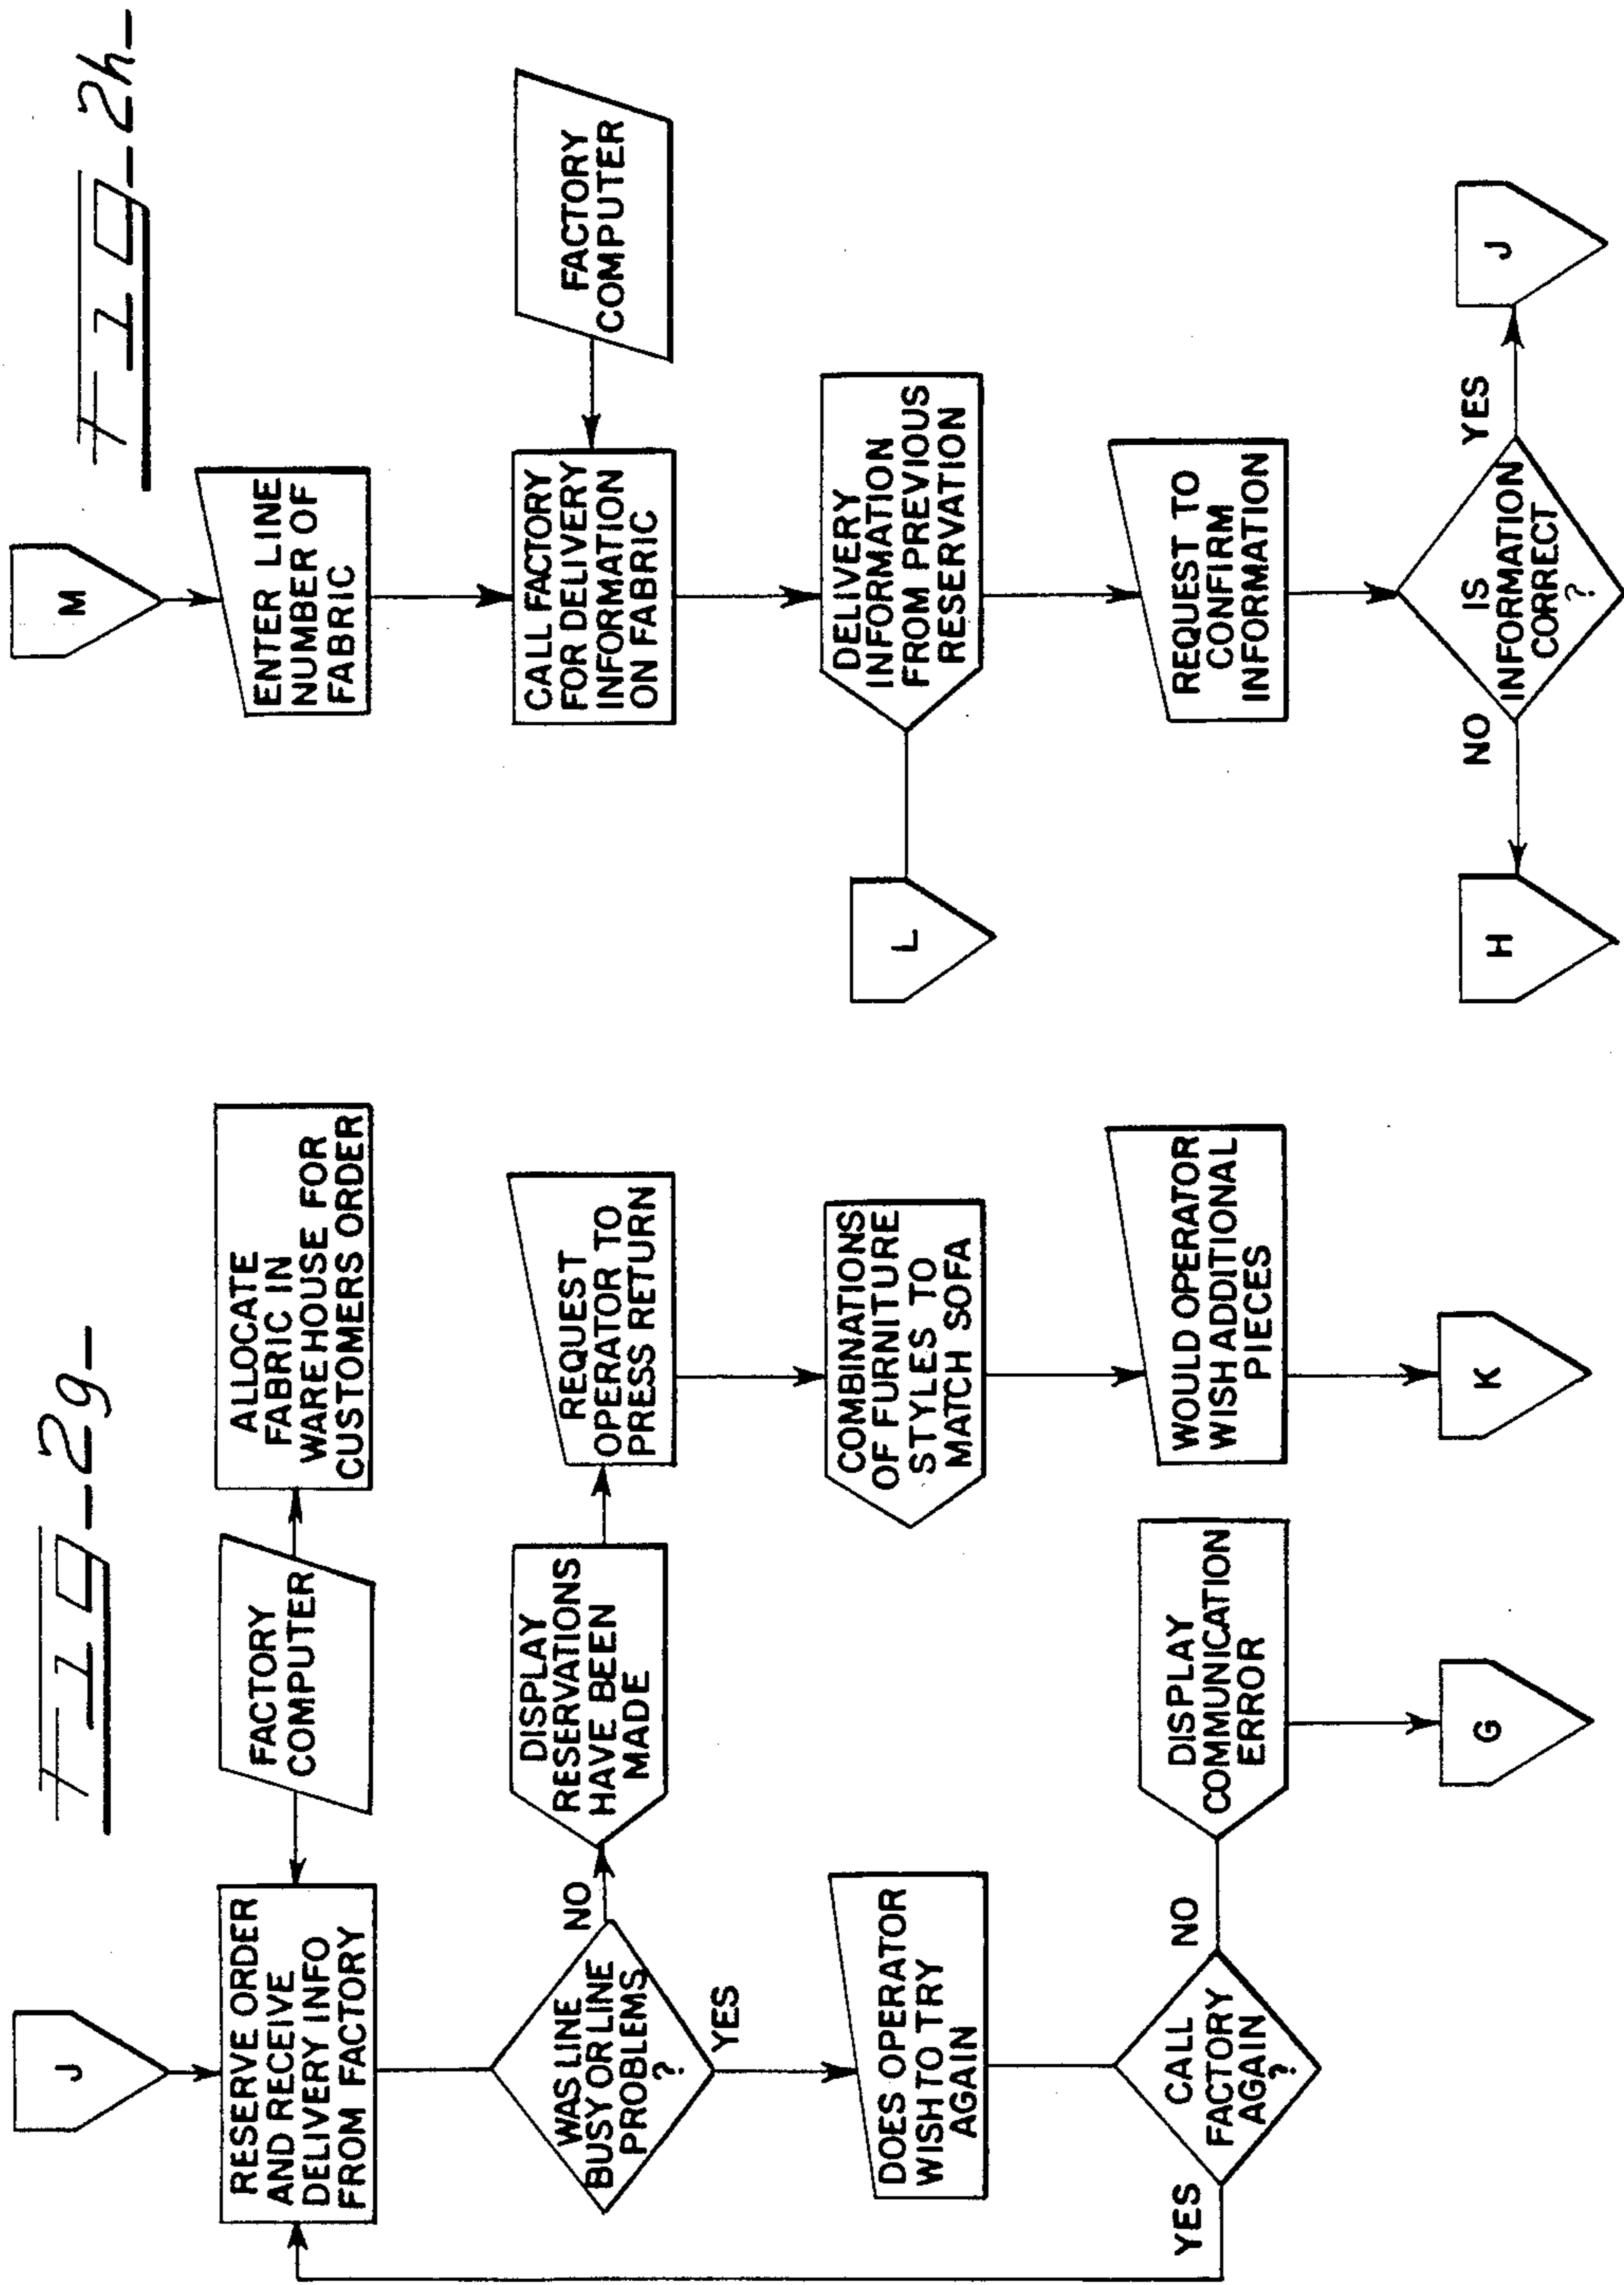 FIG-2g-
J
RESERVE ORDER
AND RECEIVE
DELIVERY INFO
FROM FACTORY
FACTORY
COMPUTER
ALLOCATE
FABRIC IN
WAREHOUSE FOR
CUSTOMERS ORDER
WAS LINE
BUSY OR LINE
PROBLEMS
?
NO
YES
DISPLAY
RESERVATIONS
HAVE BEEN
MADE
REQUEST
OPERATOR TO
PRESS RETURN
COMBINATIONS
OF FURNITURE
STYLES TO
MATCH SOFA
WOULD OPERATOR
WISH ADDITIONAL
PIECES
K
DOES OPERATOR
WISH TO TRY
AGAIN
CALL
FACTORY
AGAIN
?
YES
NO
DISPLAY
COMMUNICATION
ERROR
G
FIG-2h-
M
ENTER LINE
NUMBER OF
FABRIC
CALL FACTORY
FOR DELIVERY
INFORMATION
ON FABRIC
FACTORY
COMPUTER
DELIVERY
INFORMATION
FROM PREVIOUS
RESERVATION
L
REQUEST TO
CONFIRM
INFORMATION
IS
INFORMATION
CORRECT
?
NO
YES
H
J